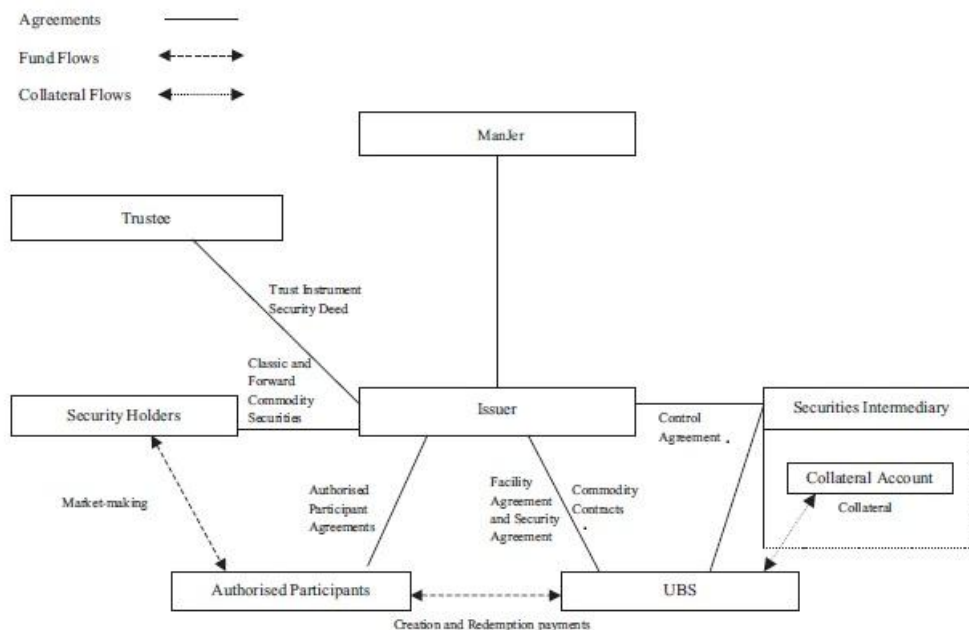 Agreements
Fund Flows
Collateral Flows
ManJer
Trustee
Trust Instrument
Security Deed
Classic and
Forward
Commodity
Securities
Security Holders
Issuer
Securities Intermediary
Control
Agreement
Collateral Account
Collateral
Market-making
Authorised
Participant
Agreements
Facility
Agreement
and Security
Agreement
Commodity
Contracts
Authorised Participants
UBS
Creation and Redemption payments